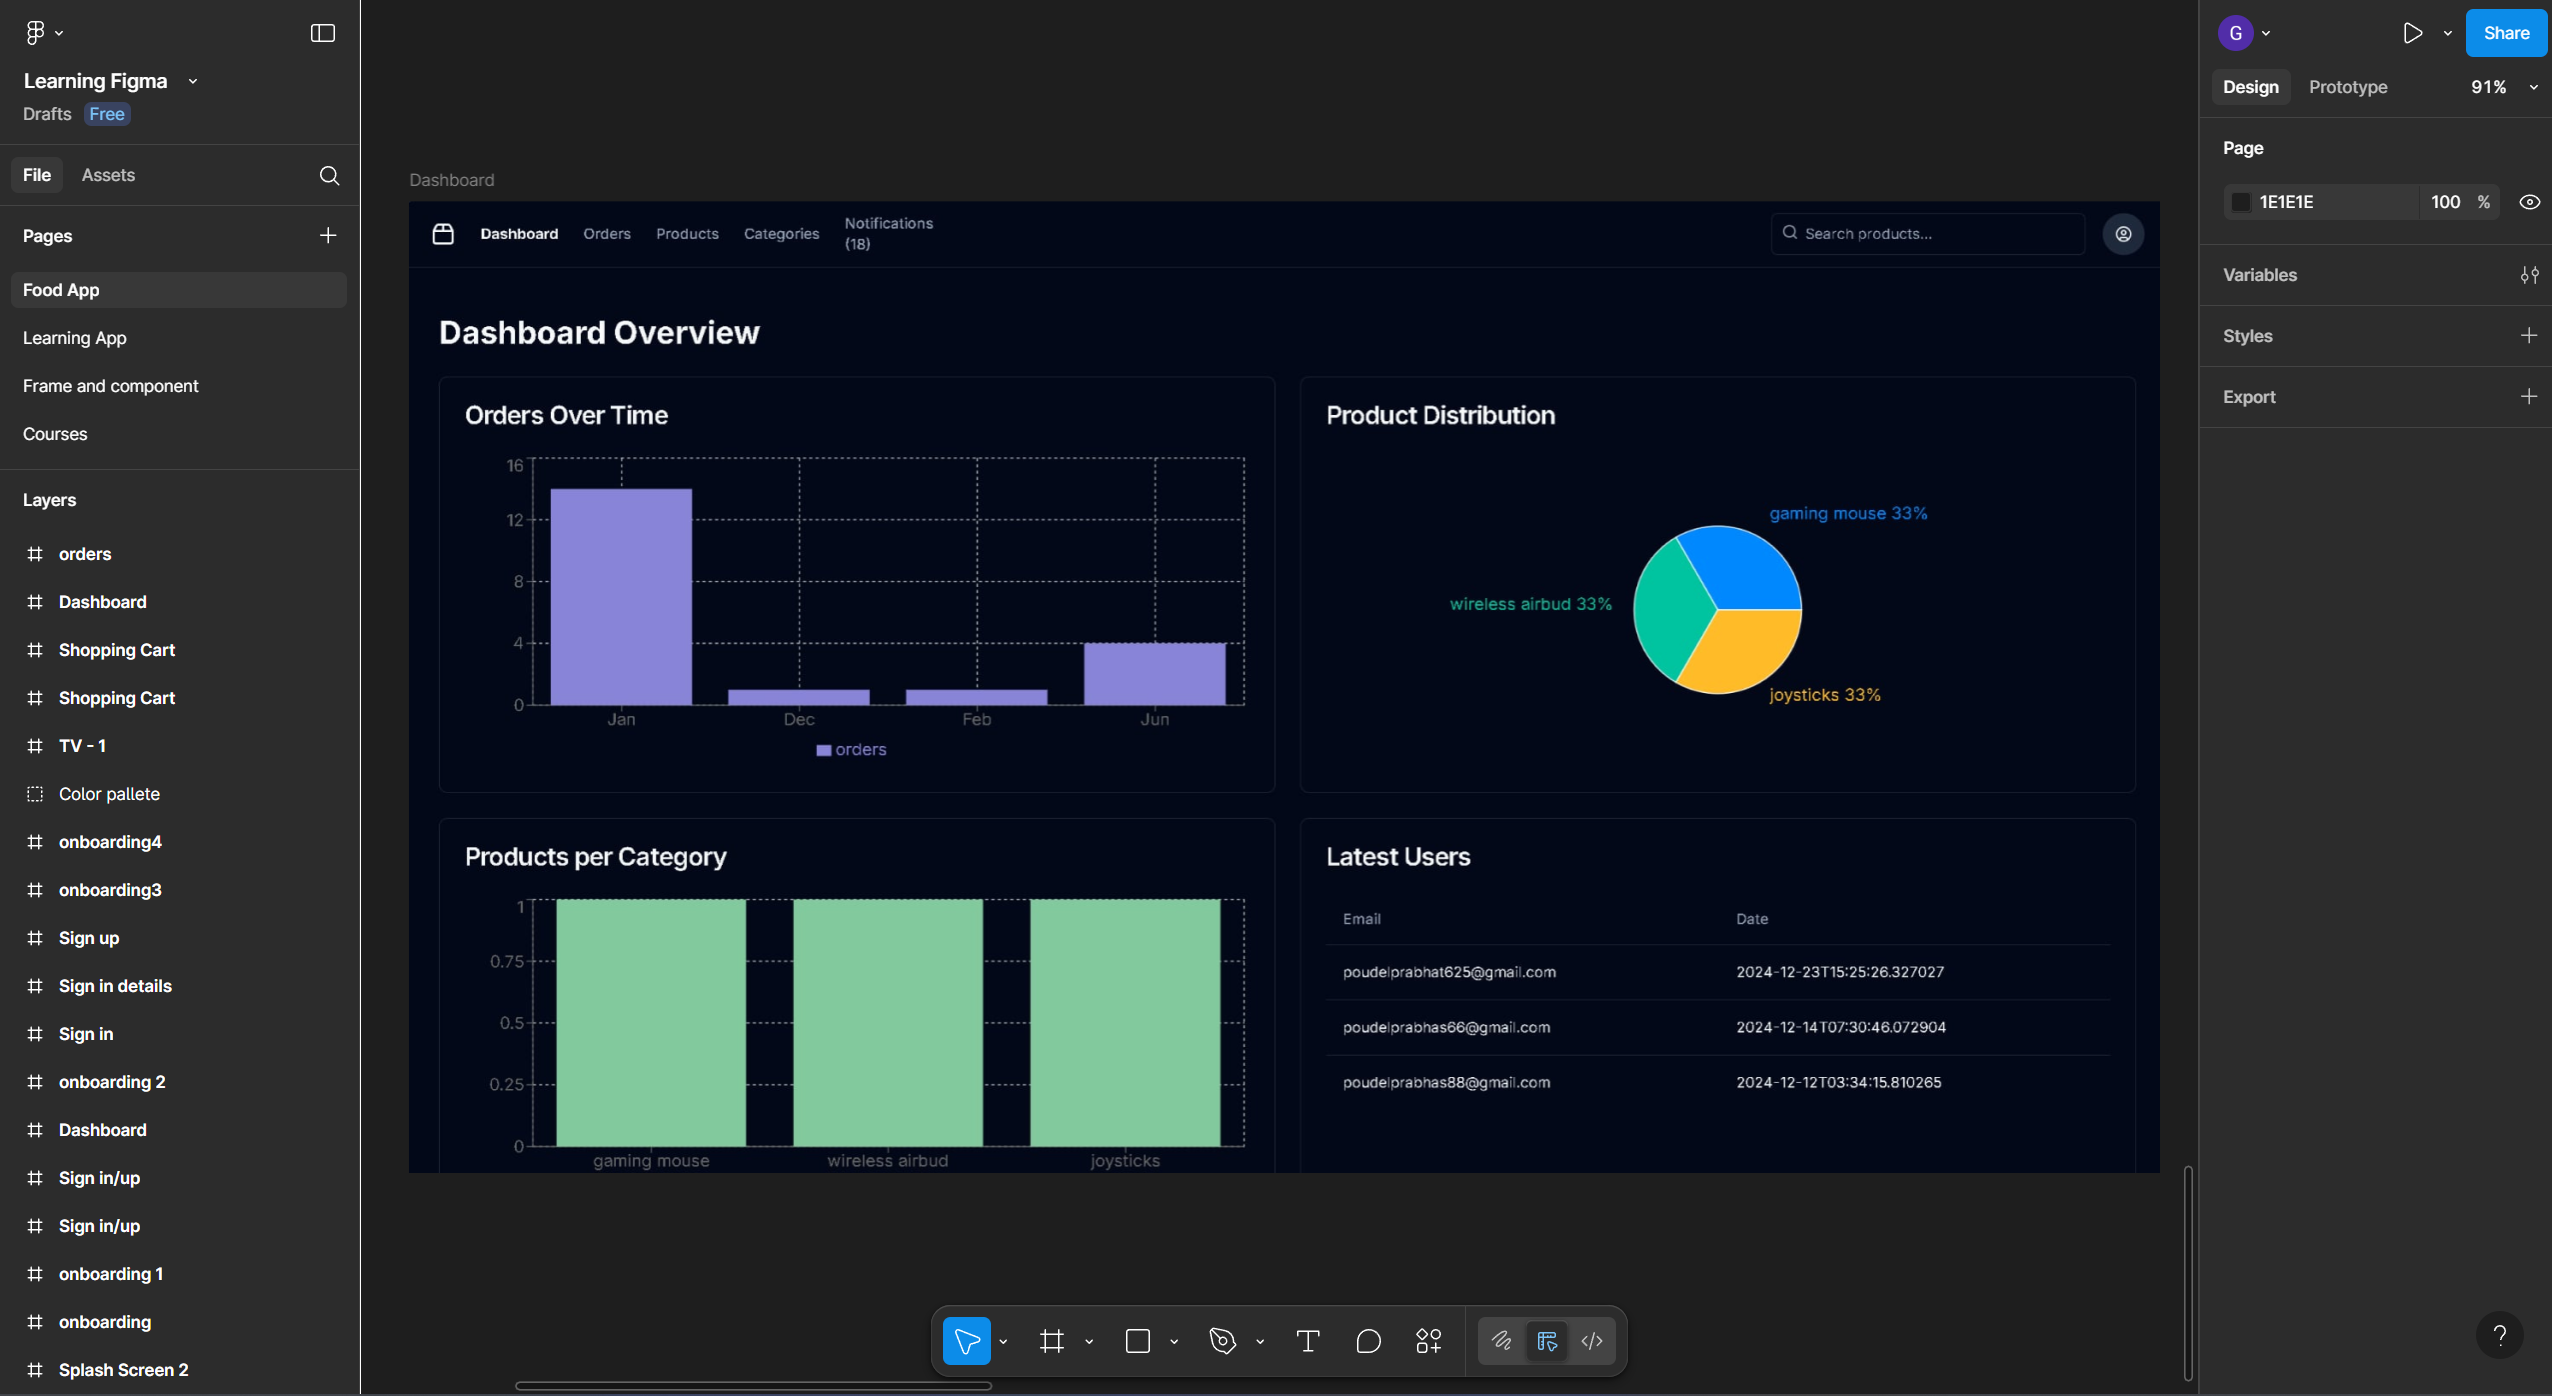 Learning Figma
Drafts Free
File Assets
Pages
Food App
Learning App
Frame and component
Courses
Layers
orders
Dashboard
Shopping Cart
Shopping Cart
TV - 1
Color pallete
onboarding4
onboarding3
Sign up
Sign in details
Sign in
onboarding 2
Dashboard
Sign in/up
Sign in/up
onboarding 1
onboarding
Splash Screen 2
Dashboard
Dashboard Orders Products Categories Notifications
(18)
Search products...
Dashboard Overview
Orders Over Time
16
12
8
4
0
Jan Dec Feb Jun
orders
Product Distribution
gaming mouse 33%
wireless airbud 33%
joysticks 33%
Products per Category
1
0.75
0.5
0.25
0
gaming mouse wireless airbud joysticks
Latest Users
Email Date
poudelprabhat625@gmail.com 2024-12-23T15:25:26.327027
poudelprabhas66@gmail.com 2024-12-14T07:30:46.072904
poudelprabhas88@gmail.com 2024-12-12T03:34:15.810265
G
Share
Design Prototype 91%
Page
1E1E1E 100 %
Variables
Styles
Export
?